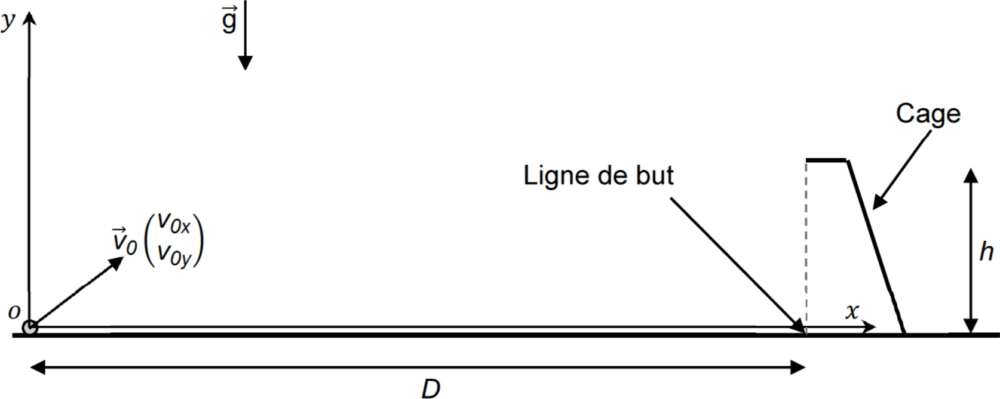 y
g⃗
Cage
Ligne de but
v⃗₀ (v₀ₓ
v₀y)
h
o
x
D